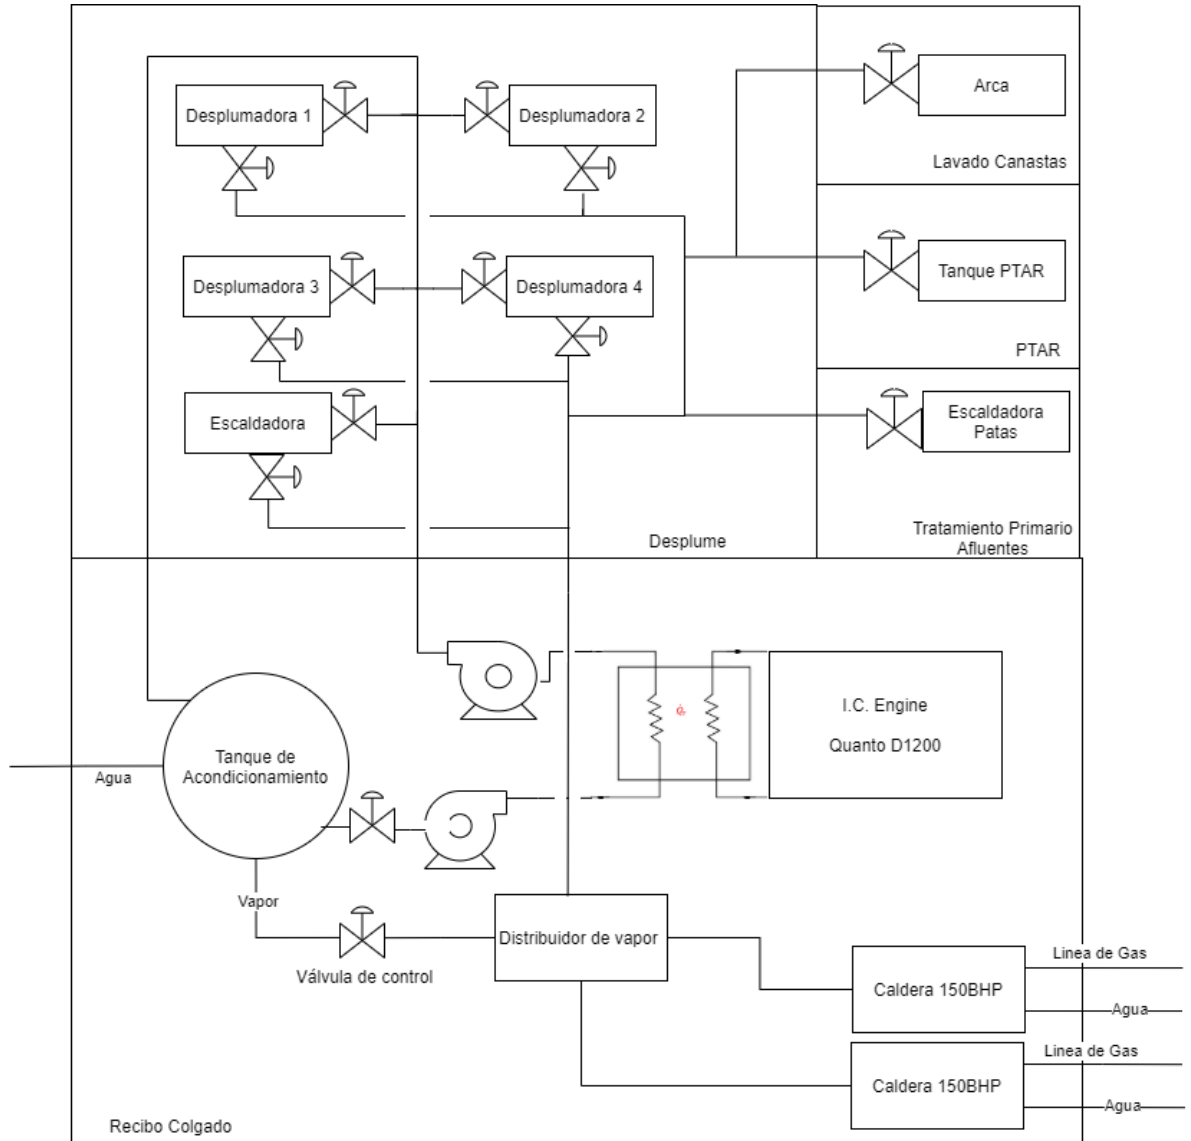 Desplumadora 1
Desplumadora 2
Arca
Lavado Canastas
Desplumadora 3
Desplumadora 4
Tanque PTAR
PTAR
Escaldadora
Escaldadora
Patas
Tratamiento Primario
Afluentes
Desplume
I.C. Engine
Quanto D1200
Tanque de
Acondicionamiento
Agua
Vapor
Distribuidor de vapor
Válvula de control
Caldera 150BHP
Linea de Gas
Agua
Caldera 150BHP
Linea de Gas
Agua
Recibo Colgado